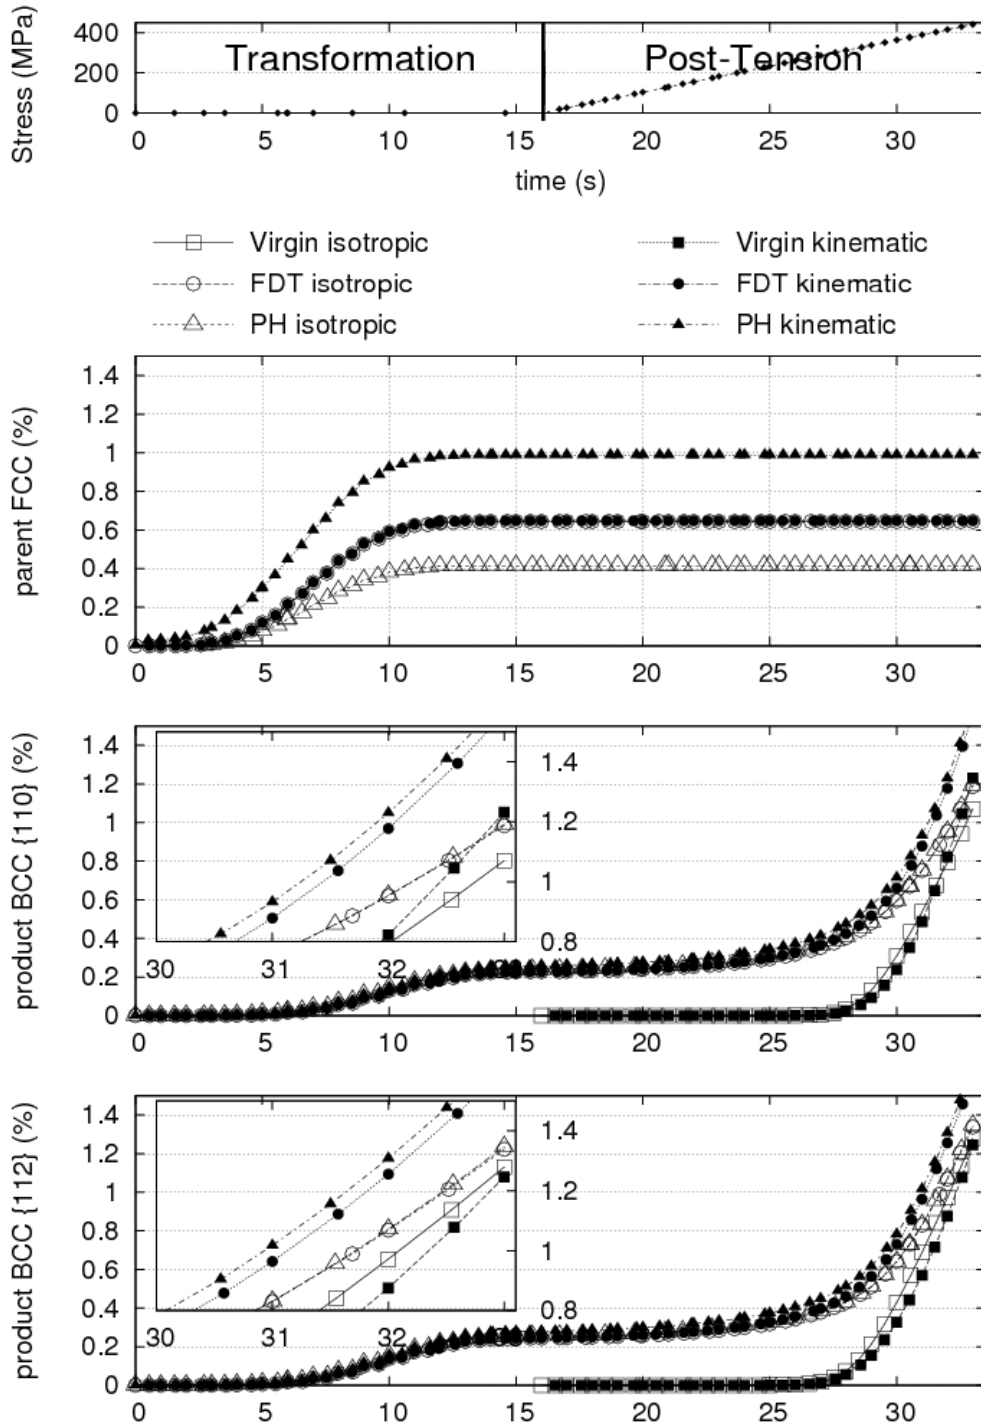 Stress (MPa)
400
200
0
Transformation
Post-Tension
0 5 10 15 20 25 30
time (s)
Virgin isotropic
Virgin kinematic
FDT isotropic
FDT kinematic
PH isotropic
PH kinematic
parent FCC (%)
1.4
1.2
1
0.8
0.6
0.4
0.2
0
0 5 10 15 20 25 30
product BCC {110} (%)
1.4
1.2
1
0.8
0.6
0.4
0.2
0
1.4
1.2
1
0.8
30 31 32
0 5 10 15 20 25 30
product BCC {112} (%)
1.4
1.2
1
0.8
0.6
0.4
0.2
0
1.4
1.2
1
0.8
30 31 32
0 5 10 15 20 25 30